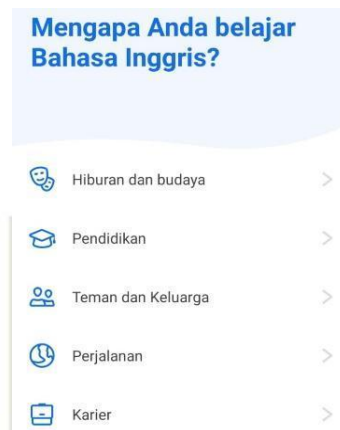 Mengapa Anda belajar
Bahasa Inggris?
Hiburan dan budaya
Pendidikan
Teman dan Keluarga
Perjalanan
Karier